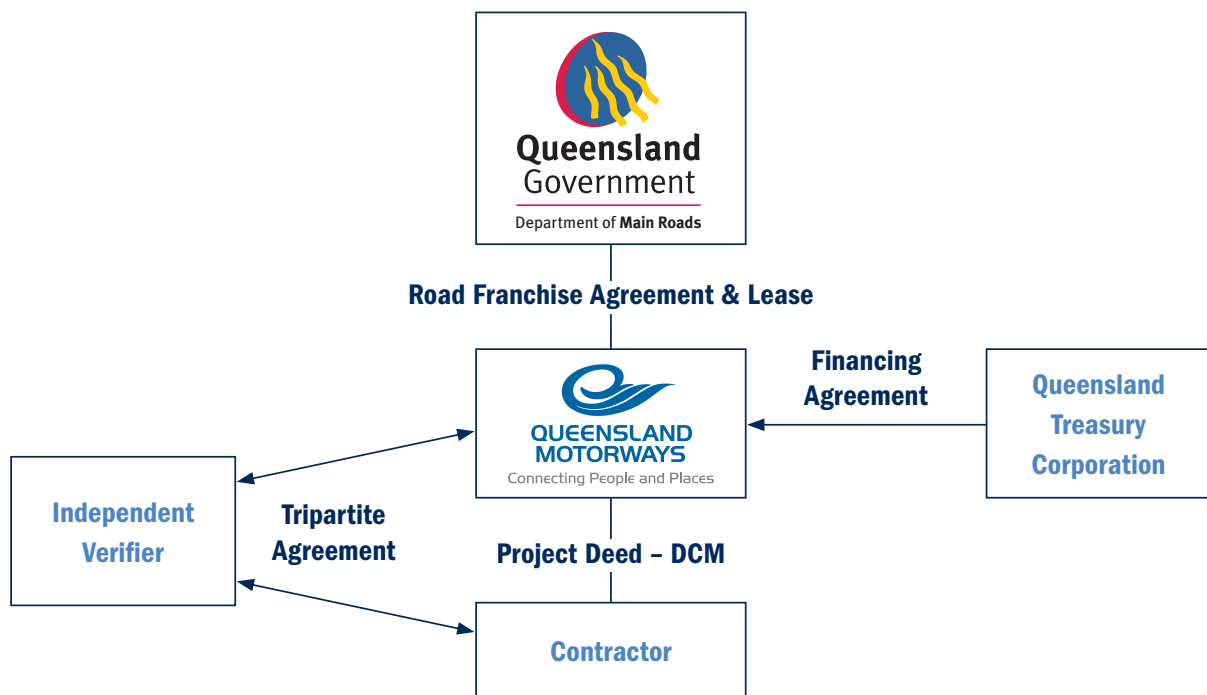 Queensland
Government
Department of Main Roads
Road Franchise Agreement & Lease
QUEENSLAND
MOTORWAYS
Connecting People and Places
Financing
Agreement
Queensland
Treasury
Corporation
Independent
Verifier
Tripartite
Agreement
Project Deed – DCM
Contractor